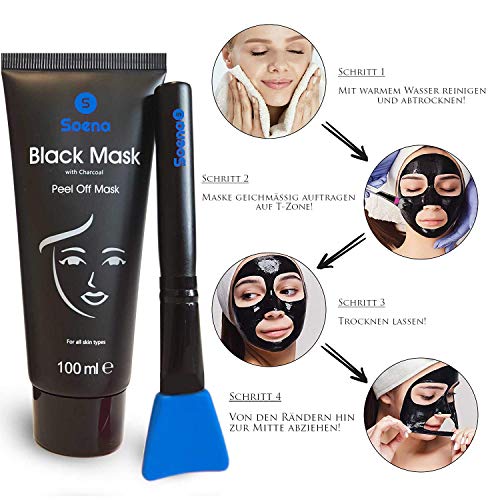 S
Soena
Black Mask
with Charcoal
Peel Off Mask
For all skin types
100 ml e
Soena S
Schritt 1
Mit warmem Wasser reinigen
und abtrocknen!
Schritt 2
Maske geichmässig auftragen
auf T-Zone!
Schritt 3
Trocknen lassen!
Schritt 4
Von den Rändern hin
zur Mitte abziehen!